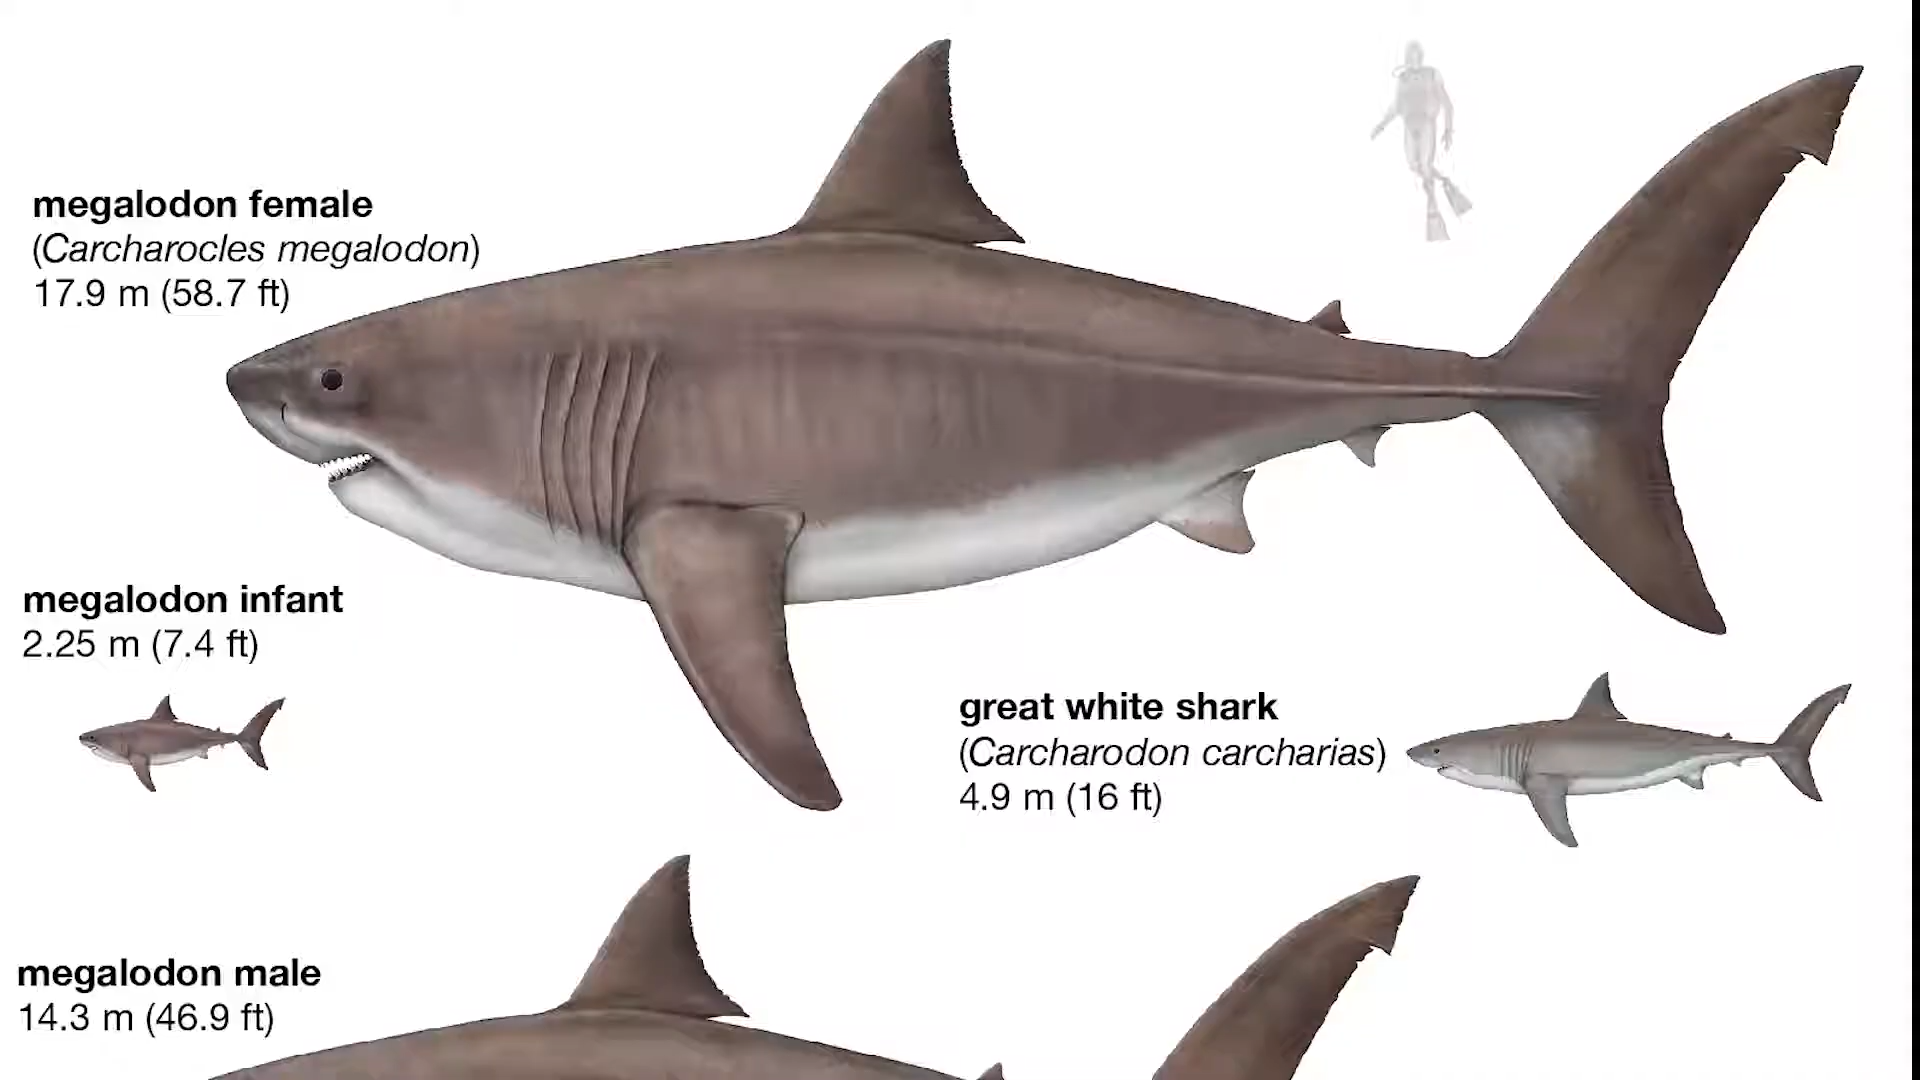 megalodon female
(Carcharocles megalodon)
17.9 m (58.7 ft)
megalodon infant
2.25 m (7.4 ft)
great white shark
(Carcharodon carcharias)
4.9 m (16 ft)
megalodon male
14.3 m (46.9 ft)